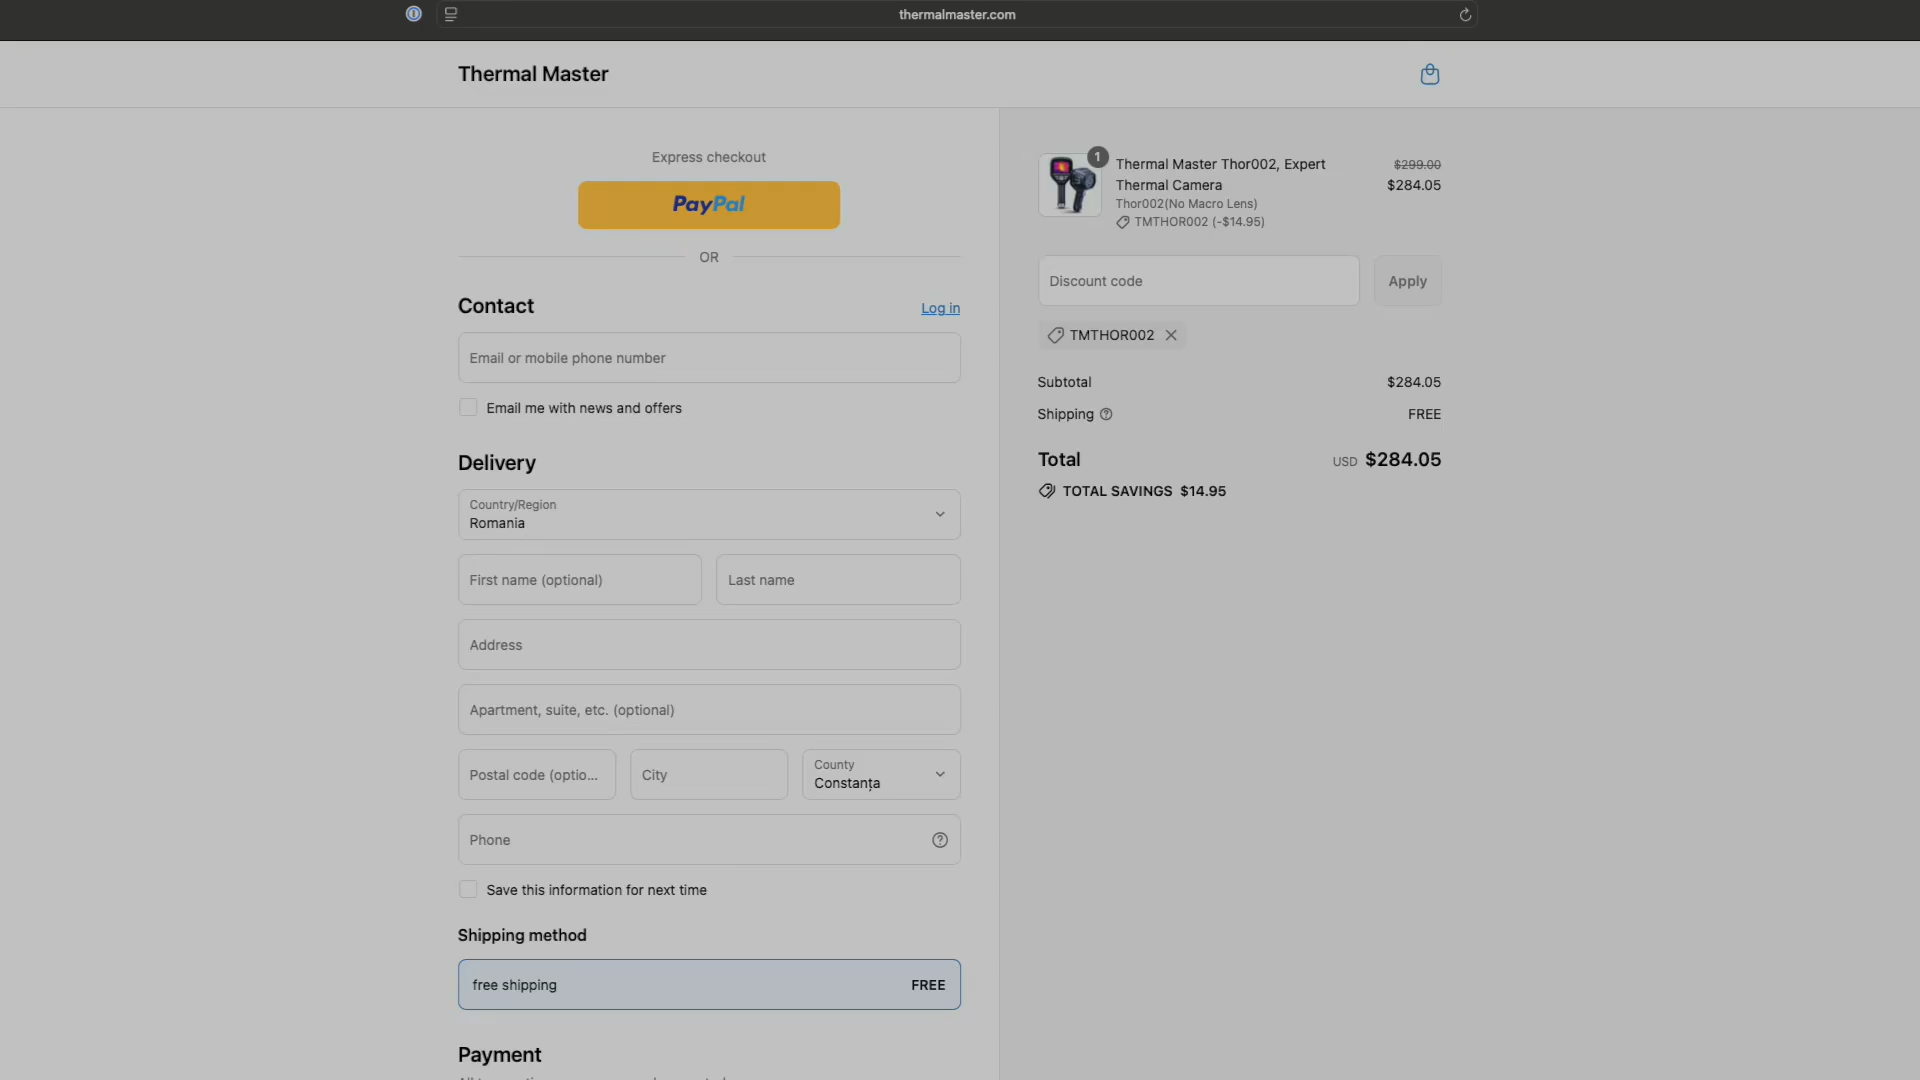 thermalmaster.com
Thermal Master
Express checkout
PayPal
OR
Contact
Log in
Email or mobile phone number
Email me with news and offers
Delivery
Country/Region
Romania
First name (optional)
Last name
Address
Apartment, suite, etc. (optional)
Postal code (optio...
City
County
Constanța
Phone
Save this information for next time
Shipping method
free shipping
FREE
Payment
1
Thermal Master Thor002, Expert
Thermal Camera
Thor002(No Macro Lens)
TMTHOR002 (-$14.95)
$299.00
$284.05
Discount code
Apply
TMTHOR002
Subtotal
$284.05
Shipping
FREE
Total
USD $284.05
TOTAL SAVINGS $14.95